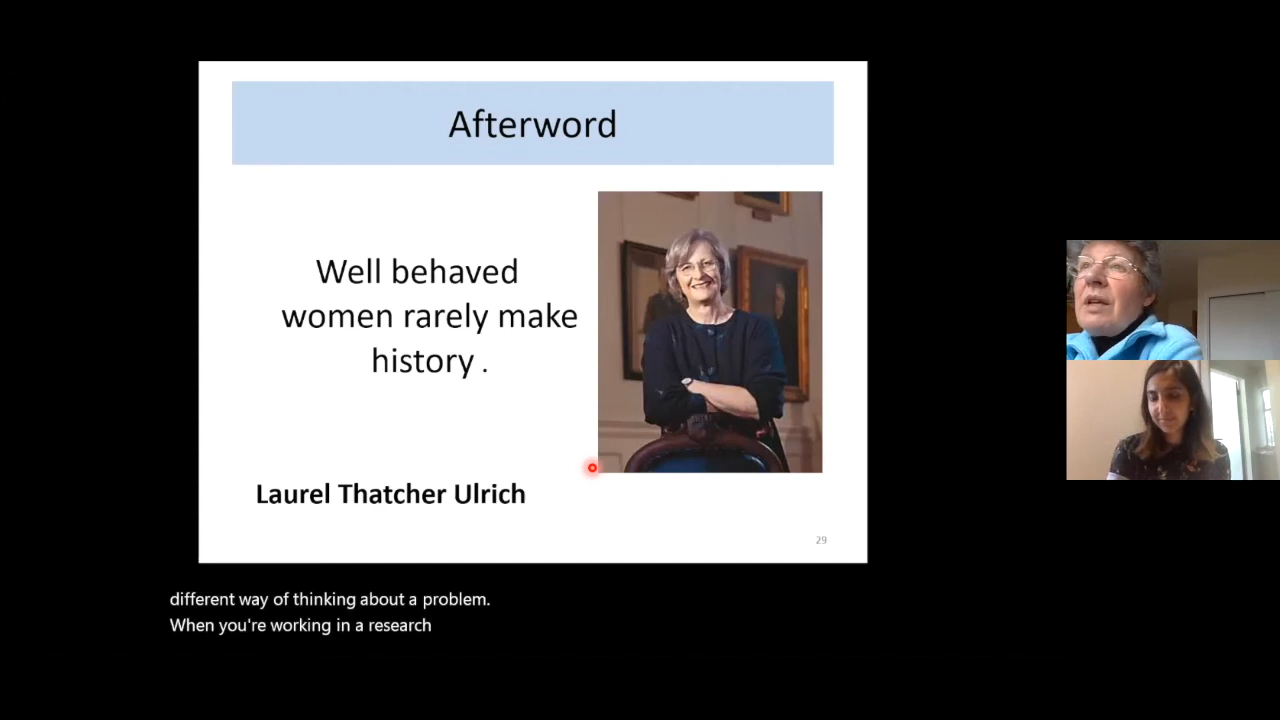 Afterword
Well behaved
women rarely make
history .
Laurel Thatcher Ulrich
29
different way of thinking about a problem.
When you're working in a research